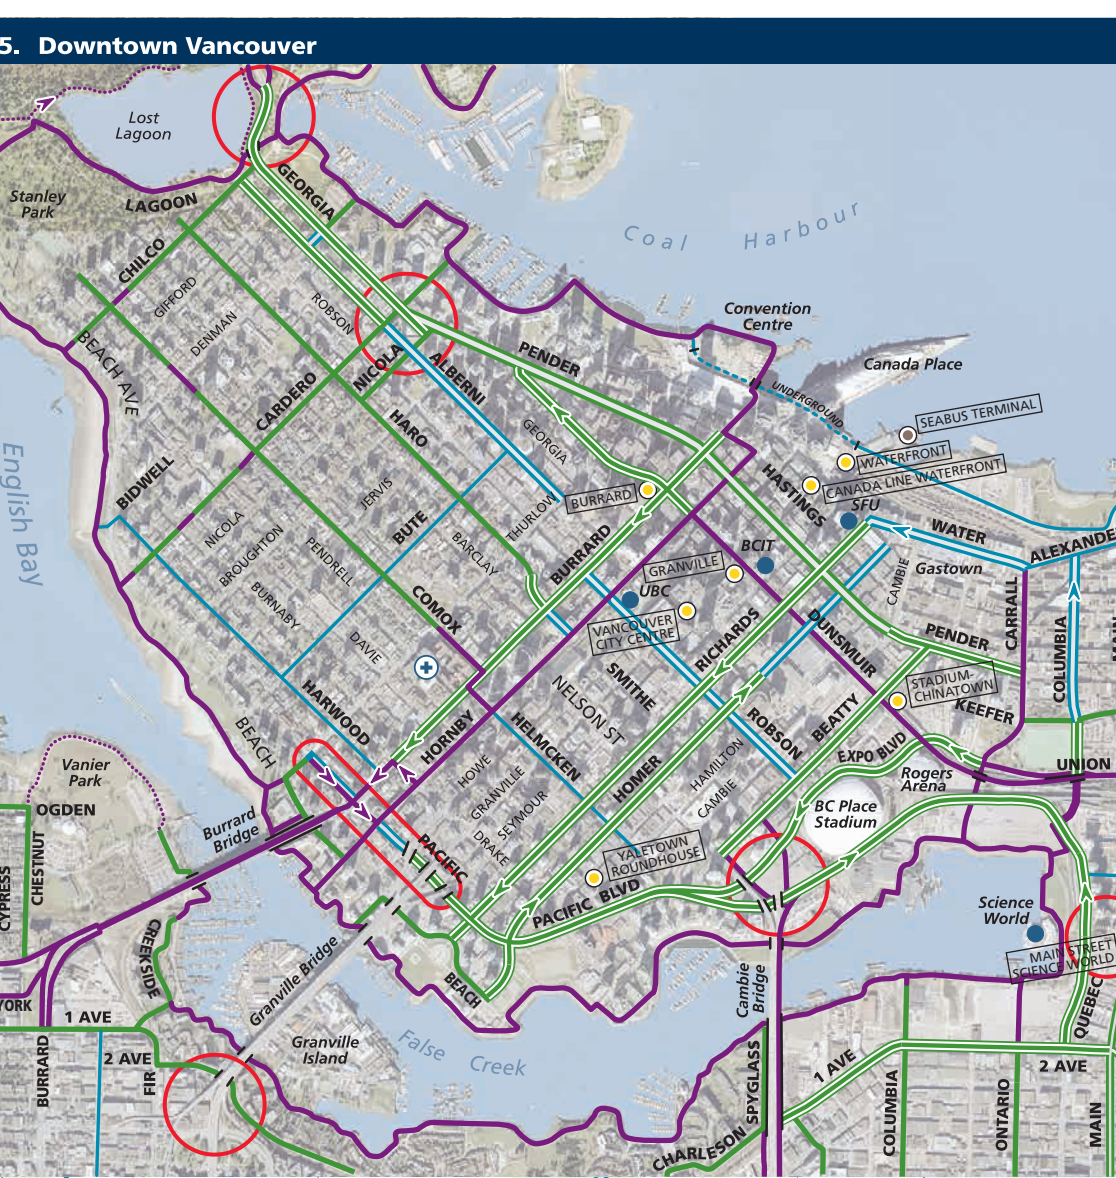 5. Downtown Vancouver
Lost
Lagoon
Stanley
Park
LAGOON
GEORGIA
Coal Harbour
CHILCO
GIFFORD
DENMAN
ROBSON
BEACH AVE
CARDERO
NICOLA
ALBERNI
PENDER
Convention
Centre
Canada Place
UNDERGROUND
SEABUS TERMINAL
WATERFRONT
CANADA LINE WATERFRONT
HARO
GEORGIA
English Bay
BIDWELL
JERVIS
THURLOW
BURRARD
HASTINGS
SFU
WATER
ALEXANDE
NICOLA
BROUGHTON
PENDRELL
BUTE
BARCLAY
BURRARD
BCIT
GRANVILLE
CAMBIE
Gastown
BURNABY
COMOX
UBC
VANCOUVER
CITY CENTRE
DAVIE
RICHARDS
DUNSMUIR
PENDER
CARRALL
COLUMBIA
MAIN
SMITHE
STADIUM-
CHINATOWN
KEEFER
HARWOOD
NELSON ST
ROBSON
BEATTY
BEACH
HORNBY
HELMCKEN
HOWE
GRANVILLE
SEYMOUR
DRAKE
HOMER
HAMILTON
CAMBIE
EXPO BLVD
Rogers
Arena
UNION
Vanier
Park
OGDEN
Burrard
Bridge
BC Place
Stadium
CHESTNUT
CYPRESS
PACIFIC
YALETOWN
ROUNDHOUSE
PACIFIC BLVD
Science
World
MAIN STREET
SCIENCE WORLD
CREEKSIDE
Granville Bridge
BEACH
Cambie
Bridge
YORK
1 AVE
QUEBEC
Granville
Island
False Creek
BURRARD
2 AVE
FIR
SPYGLASS
1 AVE
2 AVE
COLUMBIA
ONTARIO
MAIN
CHARLESON